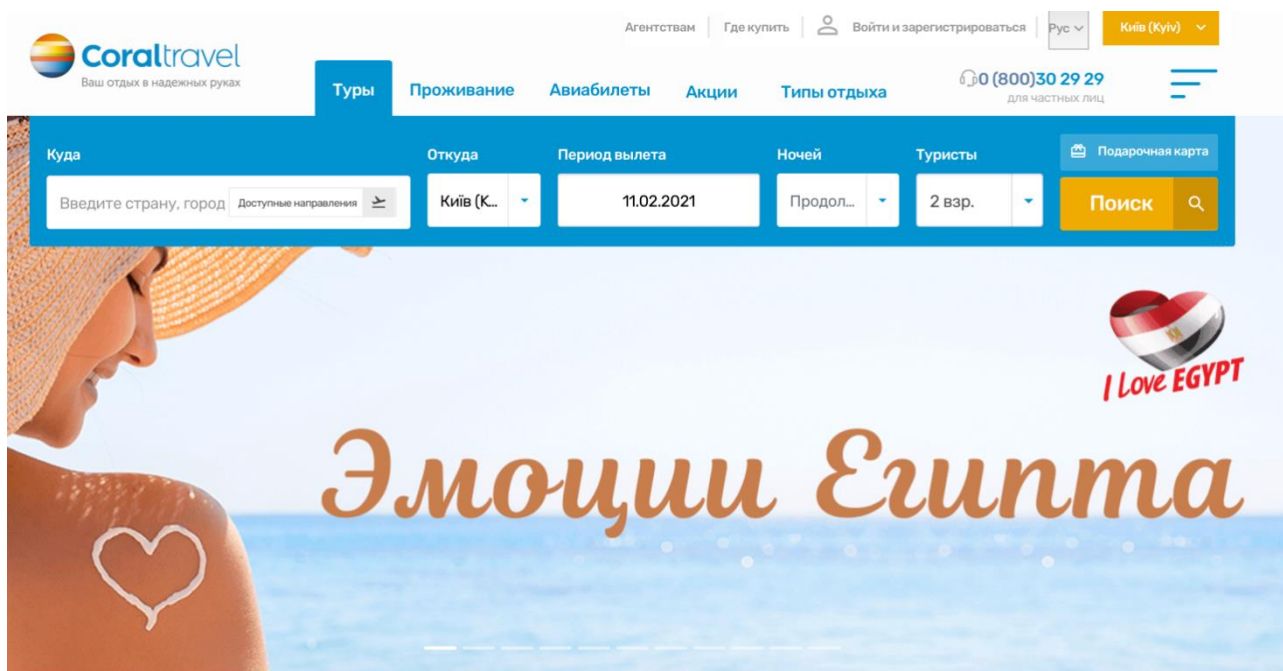 Агентствам Где купить Войти и зарегистрироваться Рус Київ (Kyiv)
Coraltravel
Ваш отдых в надежных руках
Туры Проживание Авиабилеты Акции Типы отдыха
0 (800)30 29 29
для частных лиц
Куда Откуда Период вылета Ночей Туристы Подарочная карта
Введите страну, город Доступные направления Київ (K... 11.02.2021 Продол... 2 взр. Поиск
I Love EGYPT
Эмоции Египта